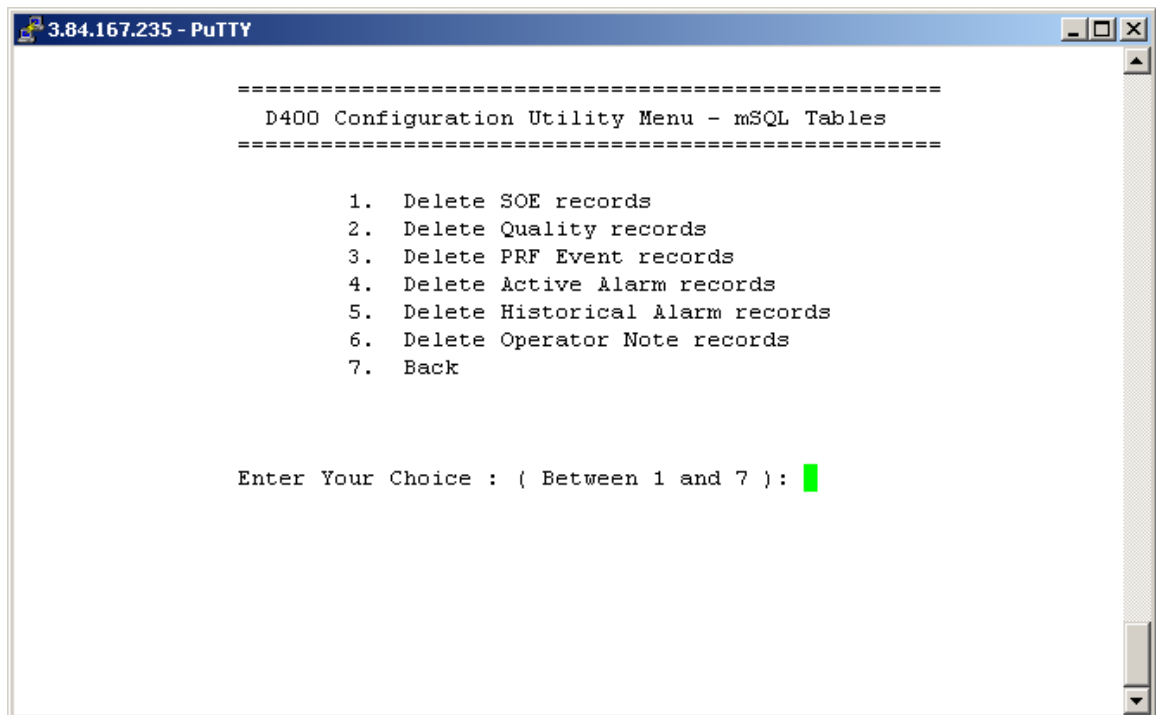 3.84.167.235 - PuTTY
==================================================
D400 Configuration Utility Menu - mSQL Tables
==================================================
1. Delete SOE records
2. Delete Quality records
3. Delete PRF Event records
4. Delete Active Alarm records
5. Delete Historical Alarm records
6. Delete Operator Note records
7. Back
Enter Your Choice : ( Between 1 and 7 ):